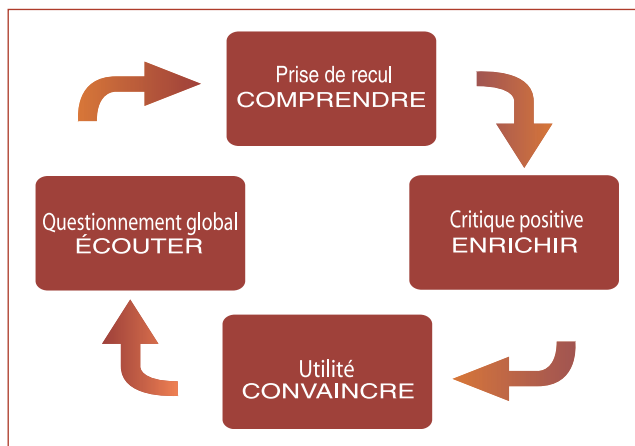 Prise de recul
COMPRENDRE
Questionnement global
ÉCOUTER
Critique positive
ENRICHIR
Utilité
CONVAINCRE